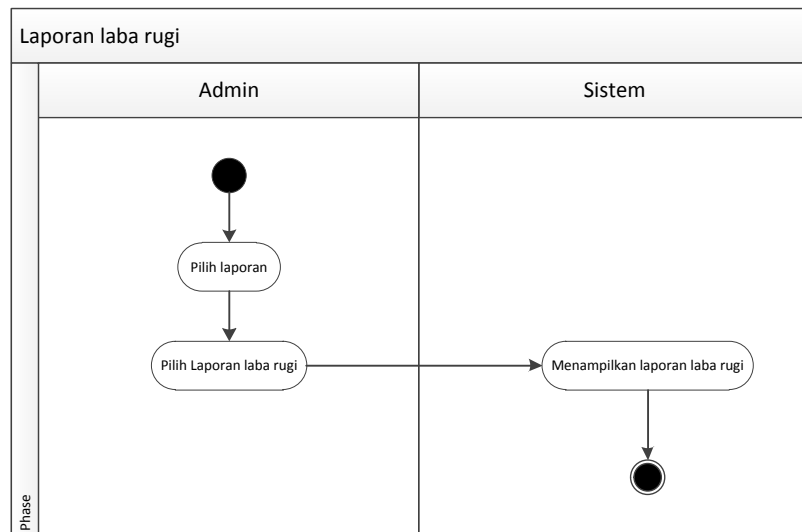 Laporan laba rugi
Admin
Sistem
Pilih laporan
Pilih Laporan laba rugi
Menampilkan laporan laba rugi
Phase